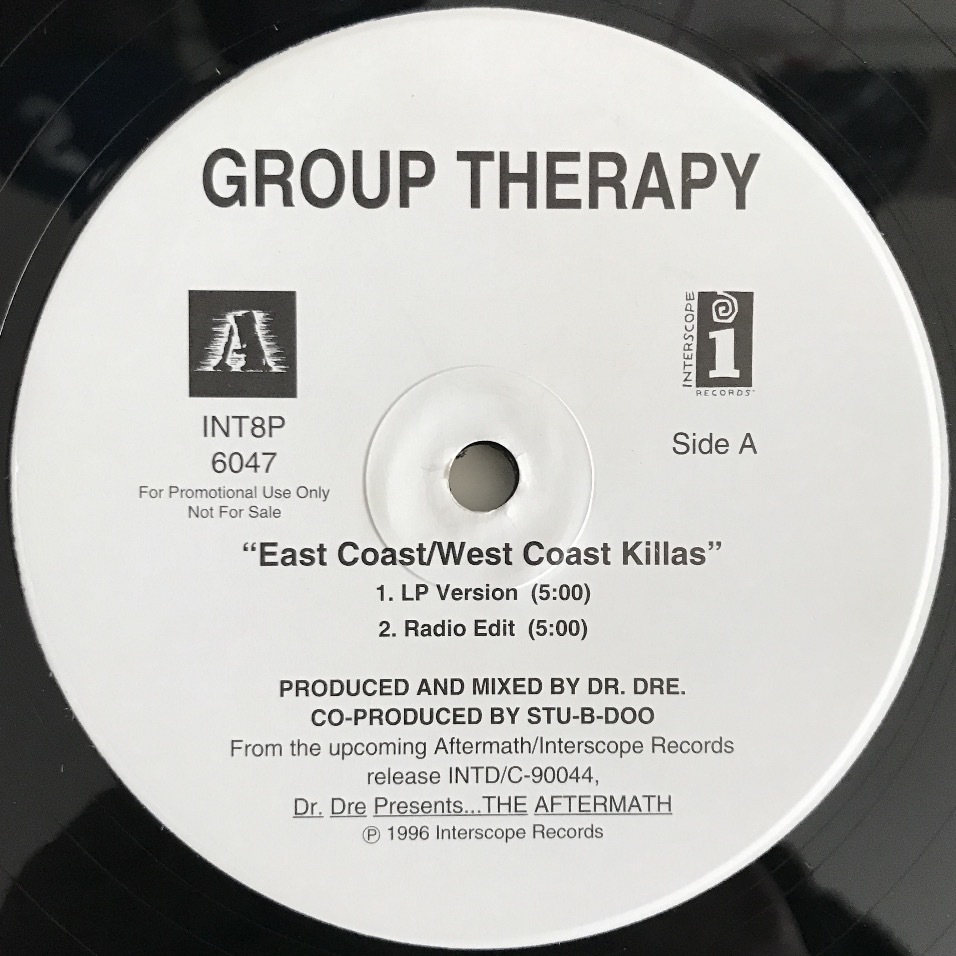 GROUP THERAPY
A
INT8P
6047
For Promotional Use Only
Not For Sale
INTERSCOPE
i
RECORDS
Side A
“East Coast/West Coast Killas”
1. LP Version (5:00)
2. Radio Edit (5:00)
PRODUCED AND MIXED BY DR. DRE.
CO-PRODUCED BY STU-B-DOO
From the upcoming Aftermath/Interscope Records
release INTD/C-90044,
Dr. Dre Presents...THE AFTERMATH
℗ 1996 Interscope Records